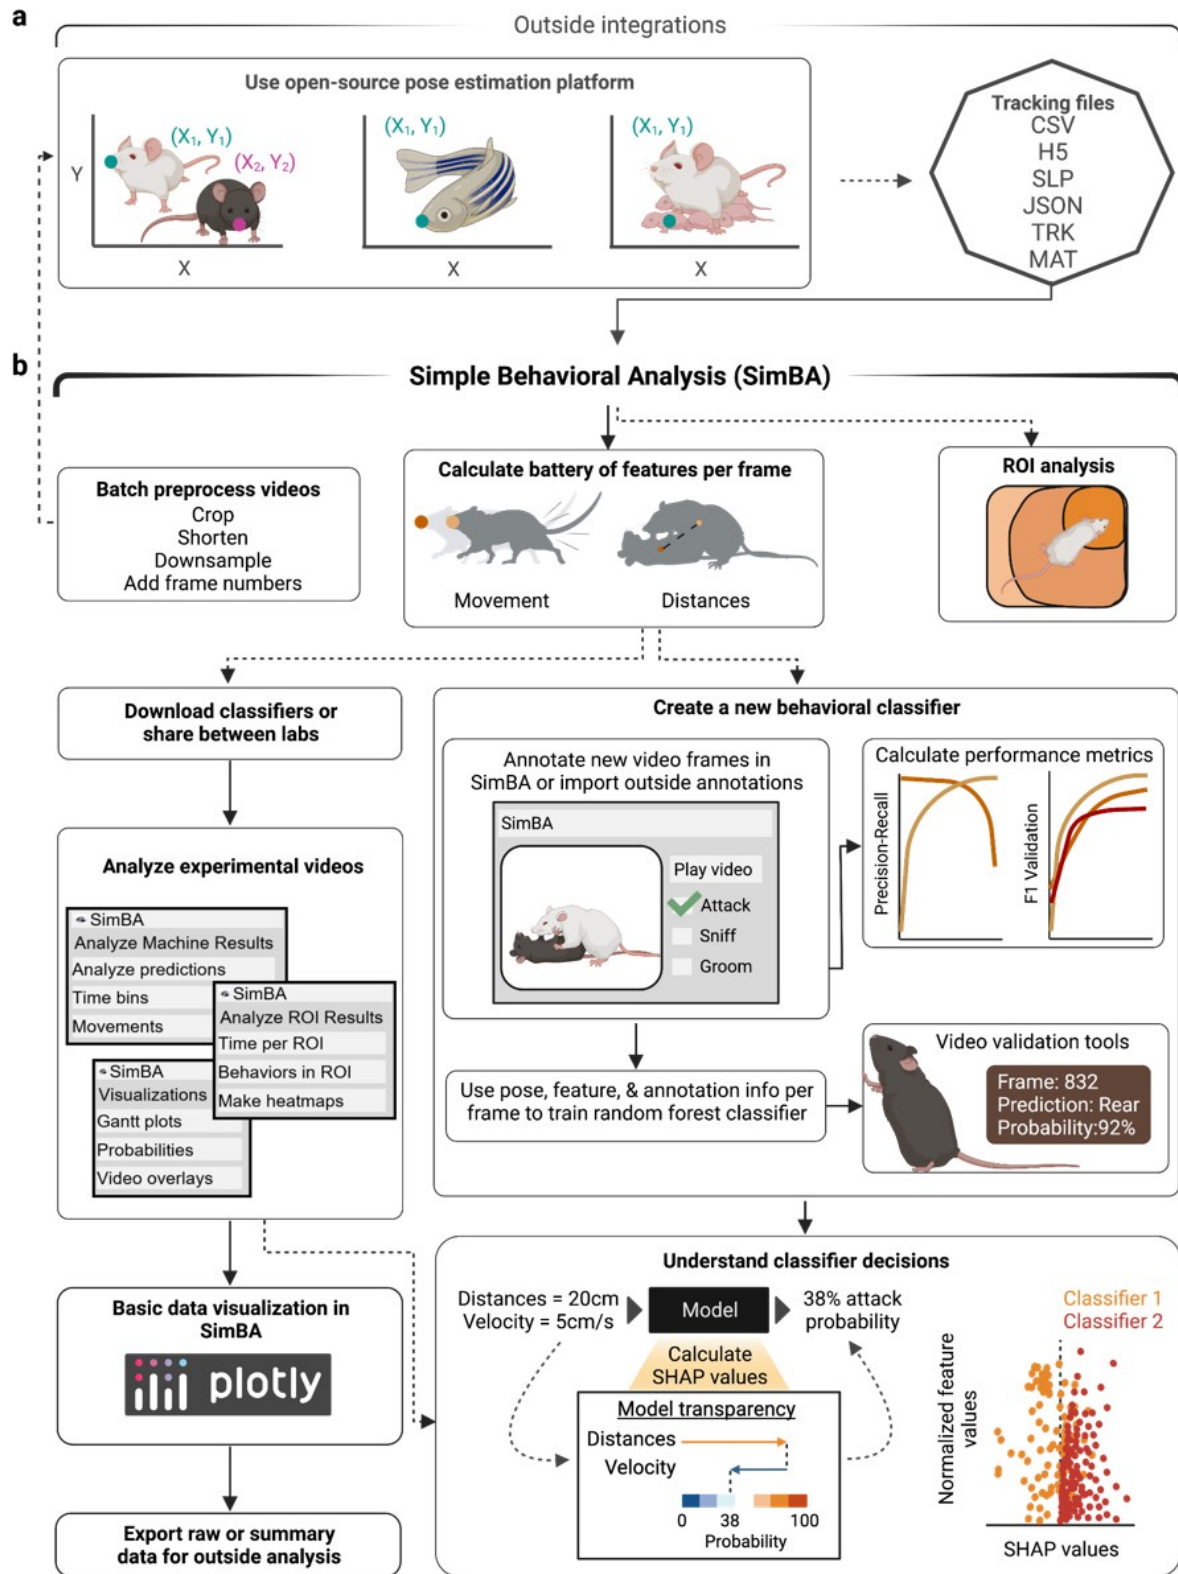 a
Outside integrations
Use open-source pose estimation platform
(X₁, Y₁)
(X₂, Y₂)
Y
X
(X₁, Y₁)
X
(X₁, Y₁)
X
Tracking files
CSV
H5
SLP
JSON
TRK
MAT
b
Simple Behavioral Analysis (SimBA)
Batch preprocess videos
Crop
Shorten
Downsample
Add frame numbers
Calculate battery of features per frame
Movement
Distances
ROI analysis
Download classifiers or
share between labs
Analyze experimental videos
SimBA
Analyze Machine Results
Analyze predictions
Time bins
Movements
SimBA
Analyze ROI Results
Time per ROI
Behaviors in ROI
Make heatmaps
SimBA
Visualizations
Gantt plots
Probabilities
Video overlays
Basic data visualization in
SimBA
plotly
Export raw or summary
data for outside analysis
Create a new behavioral classifier
Annotate new video frames in
SimBA or import outside annotations
SimBA
Play video
Attack
Sniff
Groom
Calculate performance metrics
Precision-Recall
F1 Validation
Use pose, feature, & annotation info per
frame to train random forest classifier
Video validation tools
Frame: 832
Prediction: Rear
Probability:92%
Understand classifier decisions
Distances = 20cm
Velocity = 5cm/s
Model
38% attack
probability
Calculate
SHAP values
Model transparency
Distances
Velocity
0 38 100
Probability
Classifier 1
Classifier 2
Normalized feature
values
SHAP values